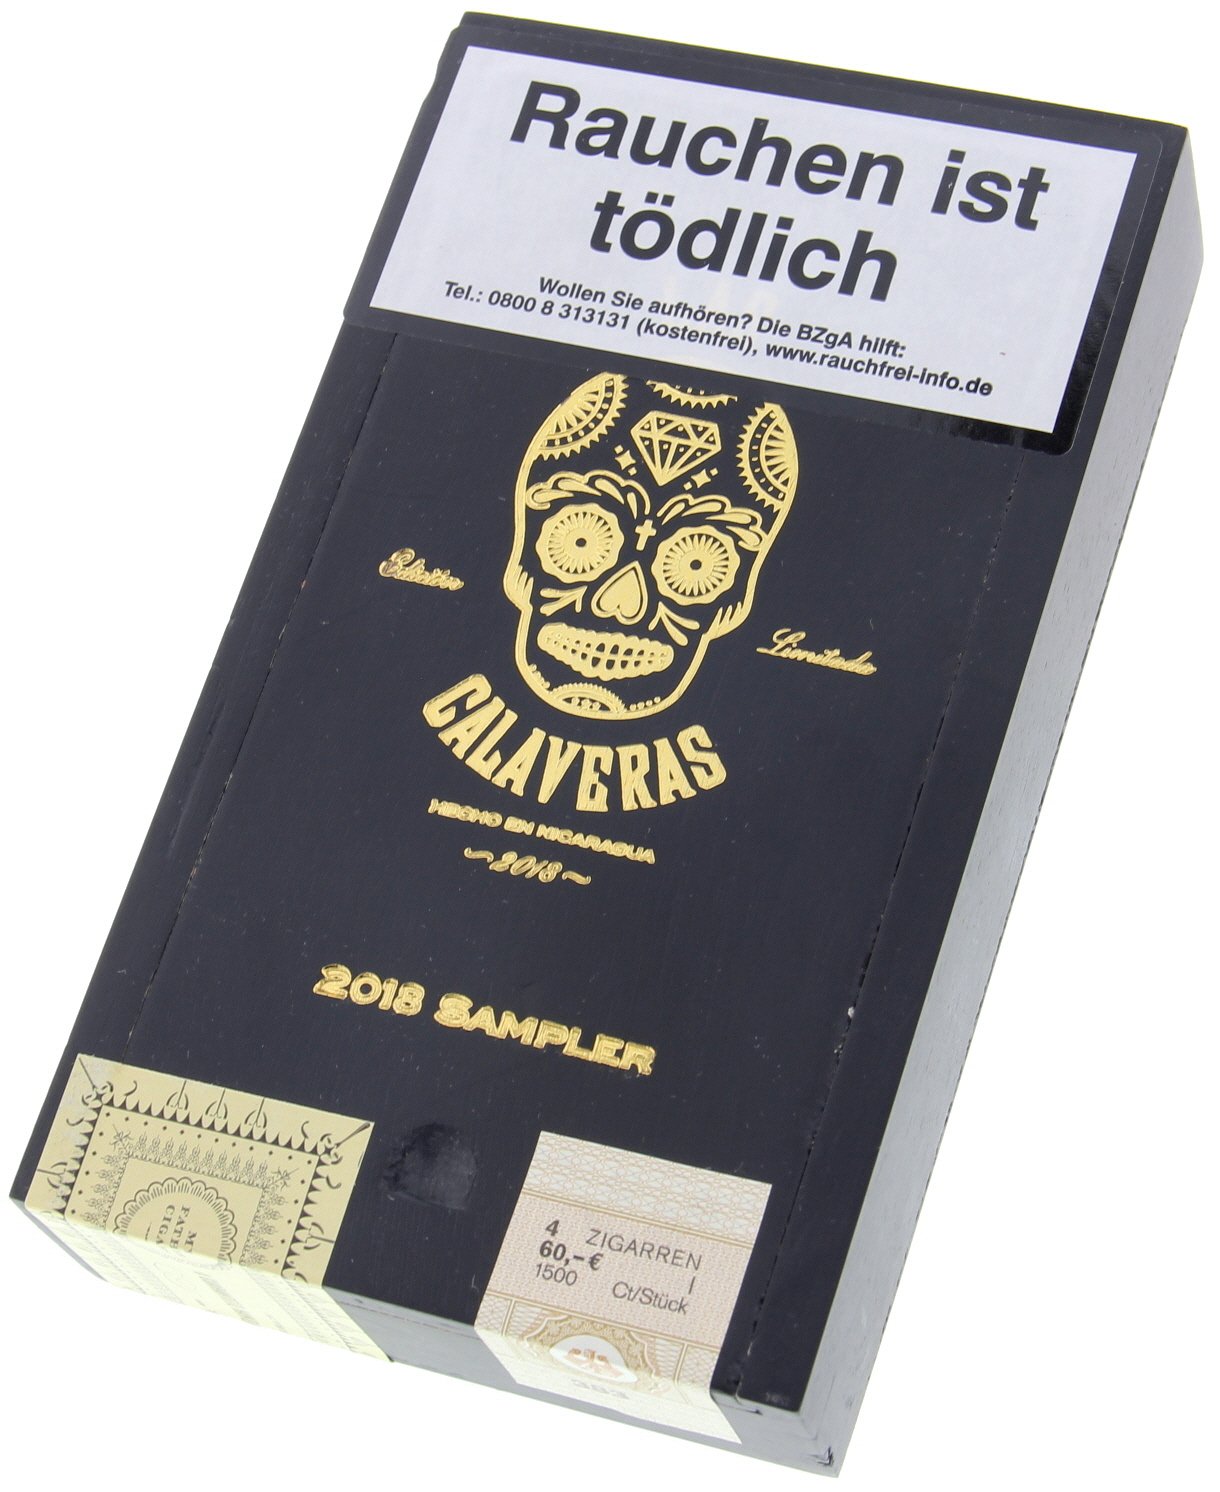 Rauchen ist
tödlich
Wollen Sie aufhören? Die BZgA hilft:
Tel.: 0800 8 313131 (kostenfrei), www.rauchfrei-info.de
Edición Limitada
CALAVERAS
HECHO EN NICARAGUA
~2018~
2018 SAMPLER
4 ZIGARREN
60,-€ I
1500 Ct/Stück
383